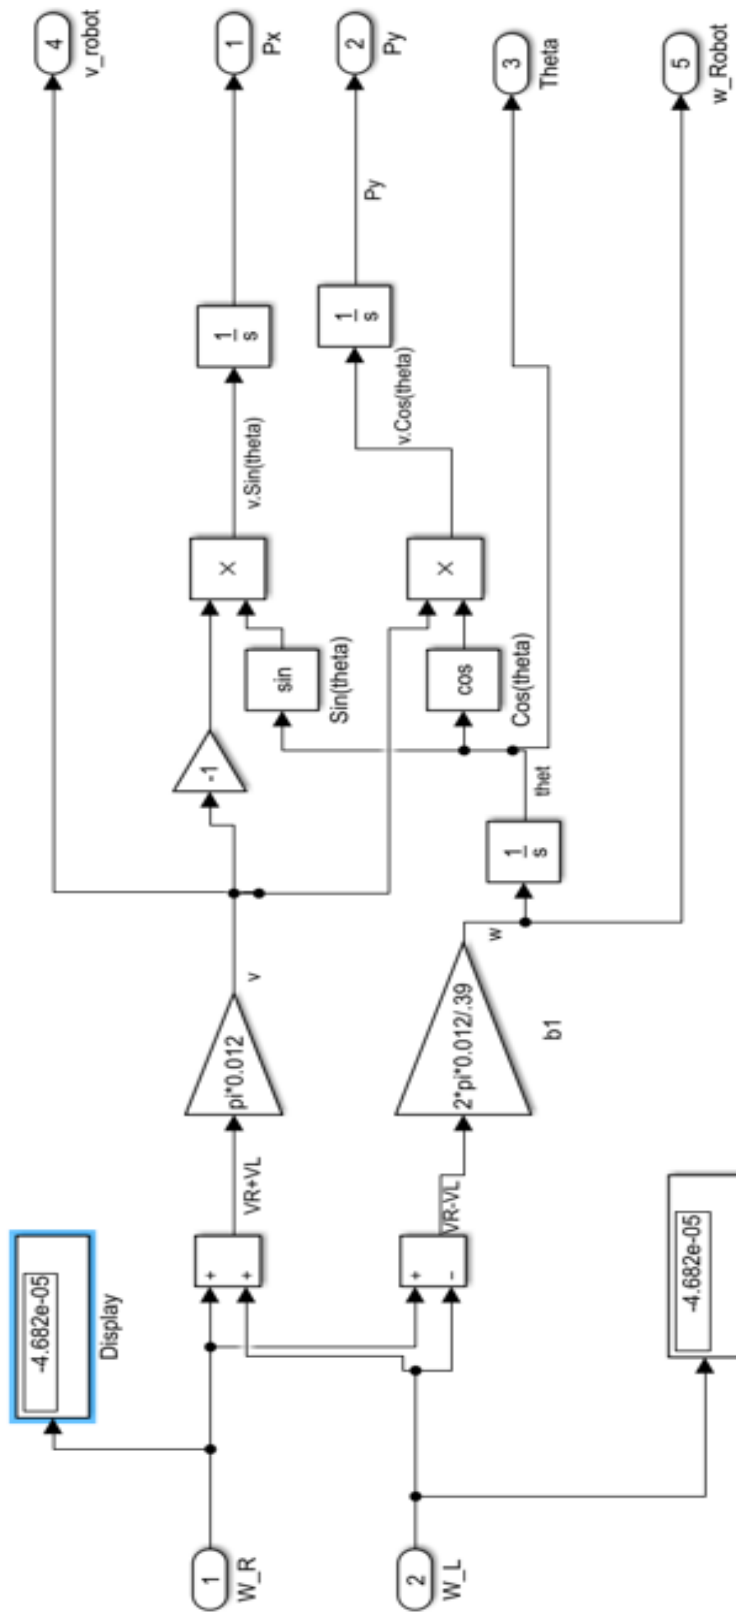 1
W_R
2
W_L
-4.682e-05
Display
-4.682e-05
+
+
VR+VL
+
−
VR-VL
pi*0.012
v
2*pi*0.012/.39
b1
w
-1
1
s
thet
sin
Sin(theta)
cos
Cos(theta)
×
×
v.Sin(theta)
v.Cos(theta)
1
s
1
s
Py
4
v_robot
1
Px
2
Py
3
Theta
5
w_Robot